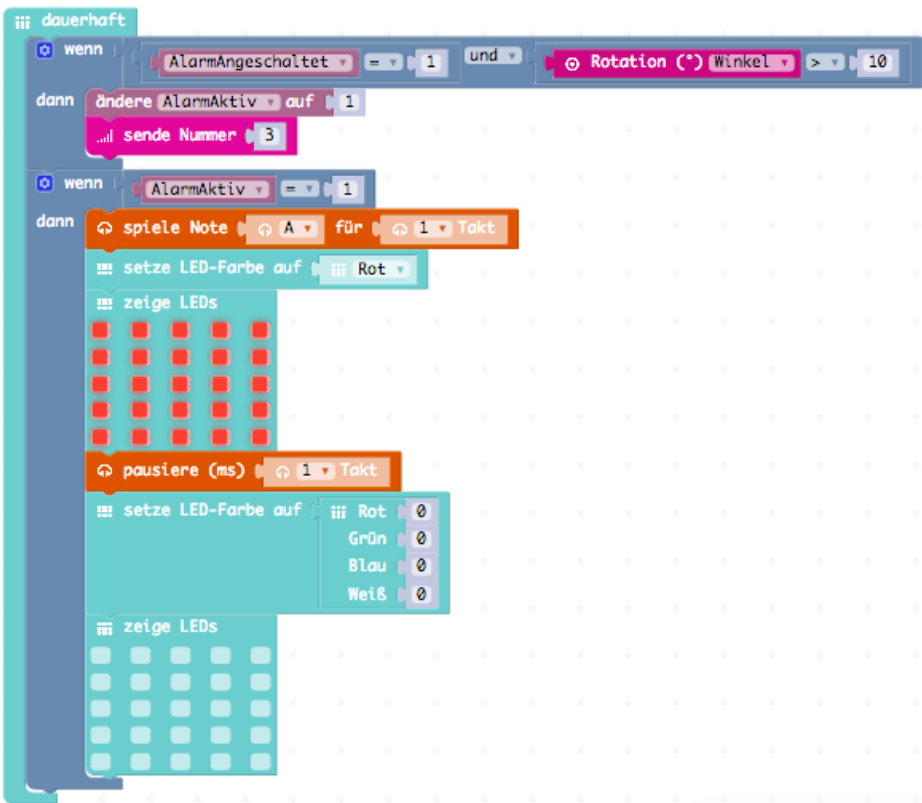 dauerhaft
wenn AlarmAngeschaltet = 1 und Rotation (°) Winkel > 10
dann ändere AlarmAktiv auf 1
sende Nummer 3
wenn AlarmAktiv = 1
dann spiele Note A für 1 Takt
setze LED-Farbe auf Rot
zeige LEDs
pausiere (ms) 1 Takt
setze LED-Farbe auf Rot 0
Grün 0
Blau 0
Weiß 0
zeige LEDs